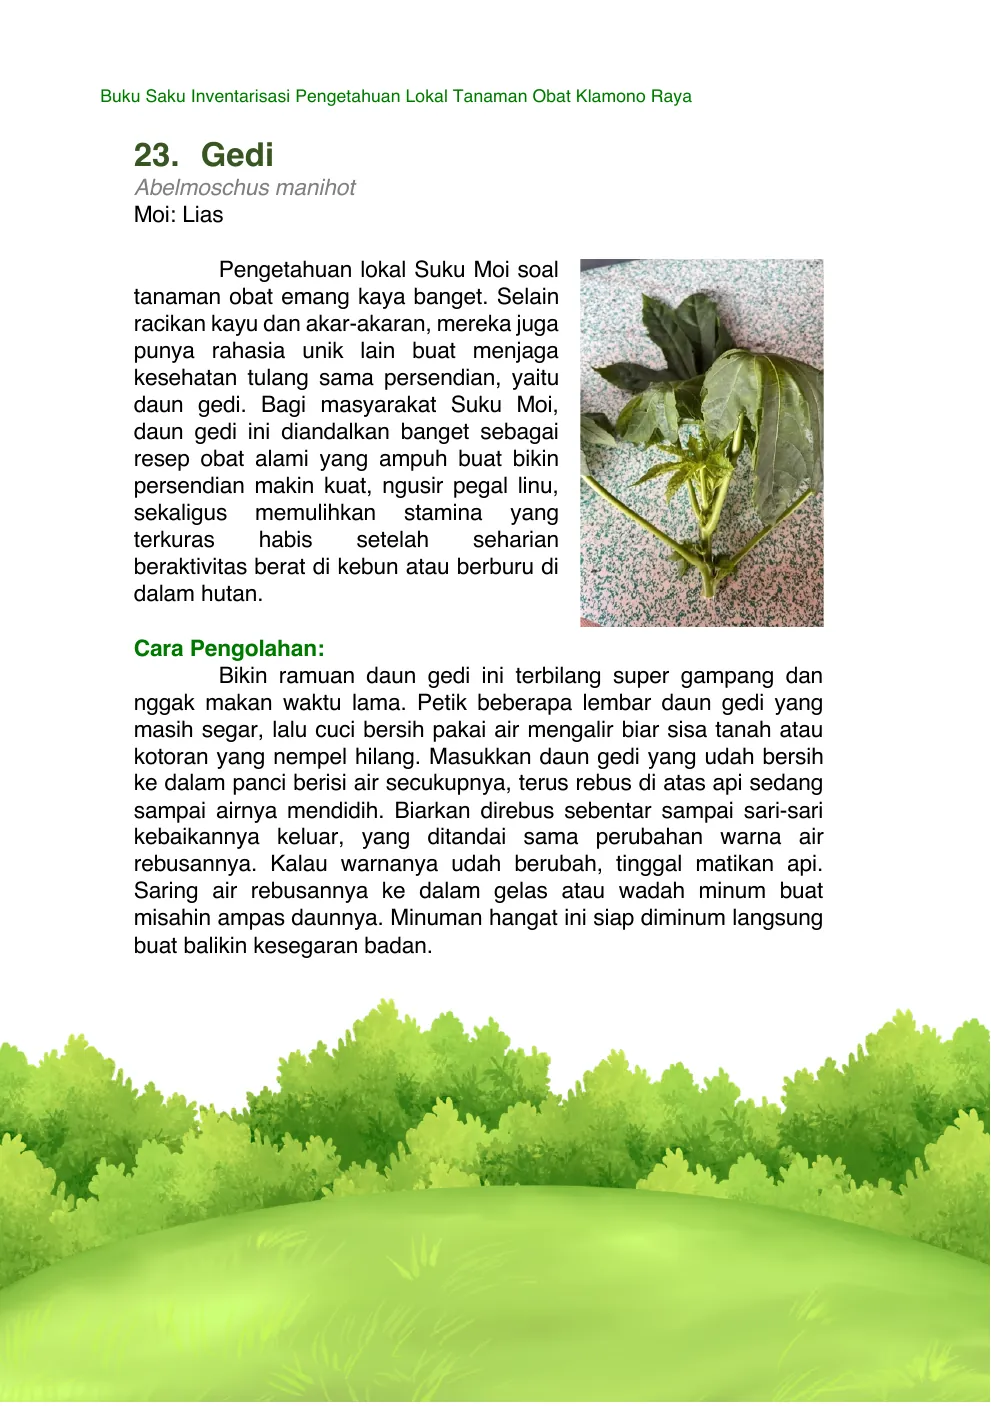 Buku Saku Inventarisasi Pengetahuan Lokal Tanaman Obat Klamono Raya
23. Gedi
Abelmoschus manihot
Moi: Lias
Pengetahuan lokal Suku Moi soal
tanaman obat emang kaya banget. Selain
racikan kayu dan akar-akaran, mereka juga
punya rahasia unik lain buat menjaga
kesehatan tulang sama persendian, yaitu
daun gedi. Bagi masyarakat Suku Moi,
daun gedi ini diandalkan banget sebagai
resep obat alami yang ampuh buat bikin
persendian makin kuat, ngusir pegal linu,
sekaligus memulihkan stamina yang
terkuras habis setelah seharian
beraktivitas berat di kebun atau berburu di
dalam hutan.
Cara Pengolahan:
Bikin ramuan daun gedi ini terbilang super gampang dan
nggak makan waktu lama. Petik beberapa lembar daun gedi yang
masih segar, lalu cuci bersih pakai air mengalir biar sisa tanah atau
kotoran yang nempel hilang. Masukkan daun gedi yang udah bersih
ke dalam panci berisi air secukupnya, terus rebus di atas api sedang
sampai airnya mendidih. Biarkan direbus sebentar sampai sari-sari
kebaikannya keluar, yang ditandai sama perubahan warna air
rebusannya. Kalau warnanya udah berubah, tinggal matikan api.
Saring air rebusannya ke dalam gelas atau wadah minum buat
misahin ampas daunnya. Minuman hangat ini siap diminum langsung
buat balikin kesegaran badan.